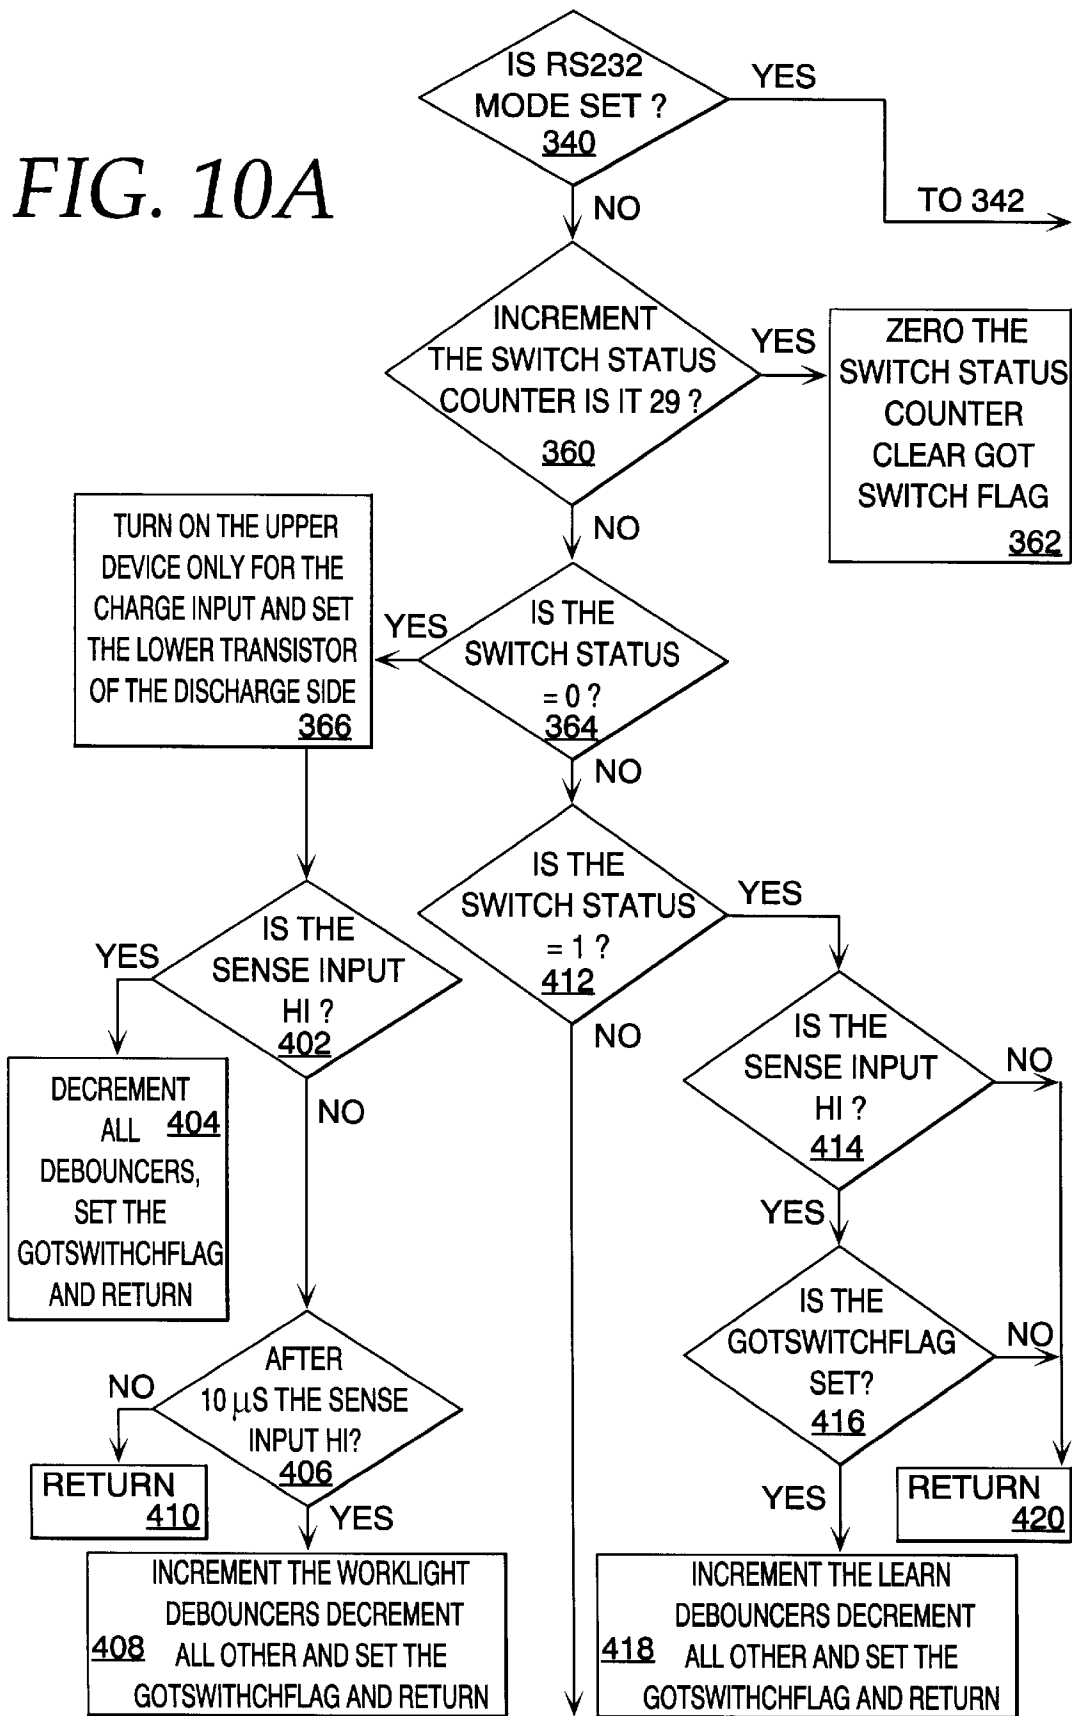 IS RS232
MODE SET ?
340
YES
FIG. 10A
TO 342
NO
INCREMENT
THE SWITCH STATUS
COUNTER IS IT 29 ?
360
YES
ZERO THE
SWITCH STATUS
COUNTER
CLEAR GOT
SWITCH FLAG
362
NO
TURN ON THE UPPER
DEVICE ONLY FOR THE
CHARGE INPUT AND SET
THE LOWER TRANSISTOR
OF THE DISCHARGE SIDE
366
YES
IS THE
SWITCH STATUS
= 0 ?
364
NO
IS THE
SWITCH STATUS
= 1 ?
412
YES
NO
IS THE
SENSE INPUT
HI ?
402
YES
DECREMENT
ALL 404
DEBOUNCERS,
SET THE
GOTSWITHCHFLAG
AND RETURN
NO
IS THE
SENSE INPUT
HI ?
414
NO
YES
IS THE
GOTSWITCHFLAG
SET?
416
NO
AFTER
10 µS THE SENSE
INPUT HI?
406
NO
RETURN
410
YES
YES
RETURN
420
INCREMENT THE WORKLIGHT
DEBOUNCERS DECREMENT
408 ALL OTHER AND SET THE
GOTSWITHCHFLAG AND RETURN
INCREMENT THE LEARN
DEBOUNCERS DECREMENT
418 ALL OTHER AND SET THE
GOTSWITHCHFLAG AND RETURN